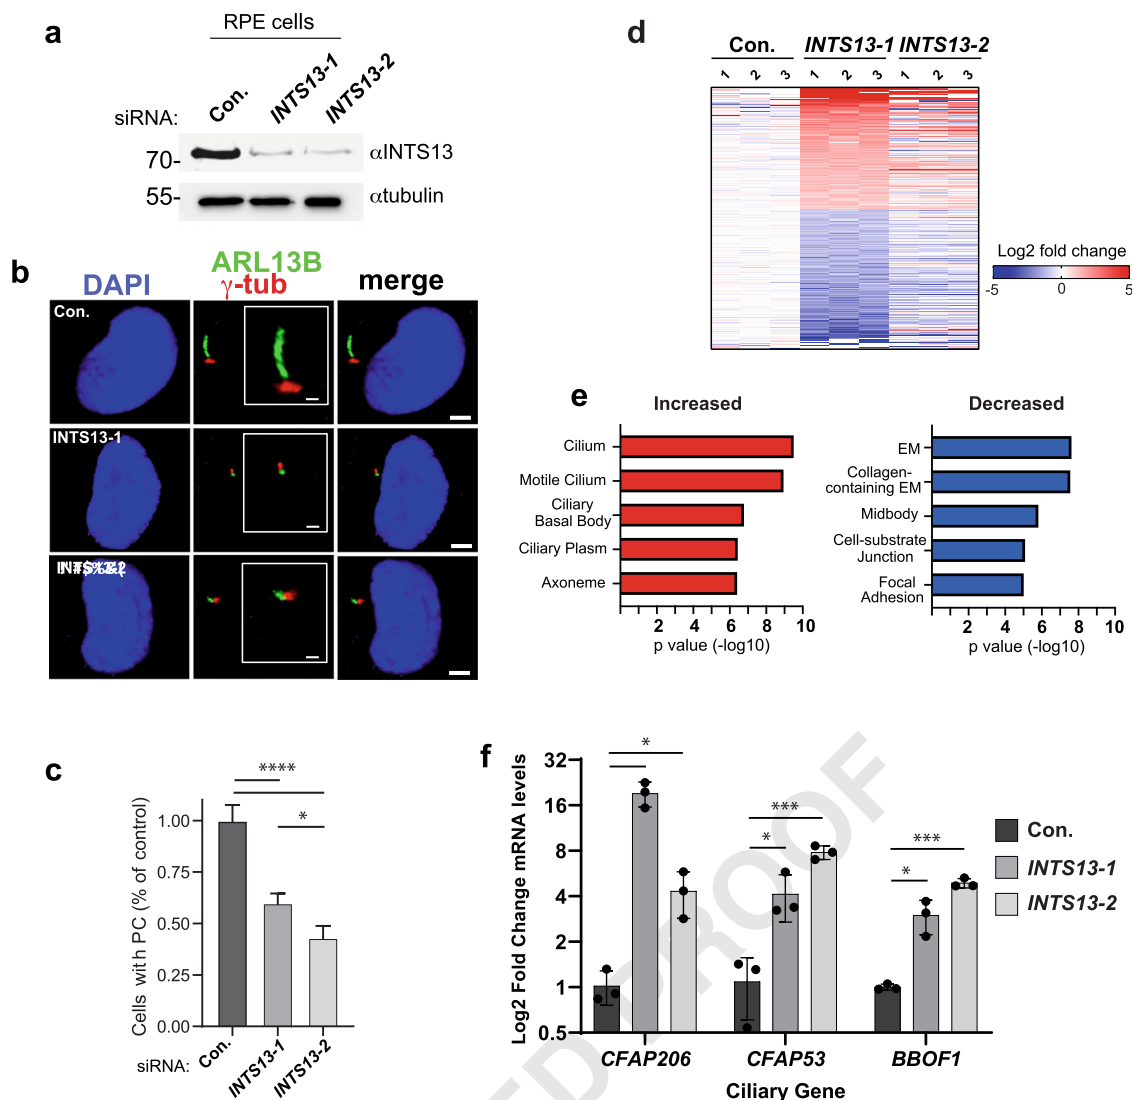 a
RPE cells
siRNA:
Con.
INTS13-1
INTS13-2
70-
αINTS13
55-
αtubulin
b
DAPI
ARL13B
γ-tub
merge
Con.
INTS13-1
INTS13-2
c
****
*
Cells with PC (% of control)
1.00
0.75
0.50
0.25
0.00
siRNA:
Con.
INTS13-1
INTS13-2
d
Con.
INTS13-1
INTS13-2
1 2 3 1 2 3 1 2 3
Log2 fold change
-5 0 5
e
Increased
Cilium
Motile Cilium
Ciliary
Basal Body
Ciliary Plasm
Axoneme
2 4 6 8 10
p value (-log10)
Decreased
EM
Collagen-
containing EM
Midbody
Cell-substrate
Junction
Focal
Adhesion
2 4 6 8 10
p value (-log10)
f
Log2 Fold Change mRNA levels
32
16
8
4
2
1
0.5
*
***
*
***
*
CFAP206
CFAP53
BBOF1
Ciliary Gene
Con.
INTS13-1
INTS13-2
ED PROOF